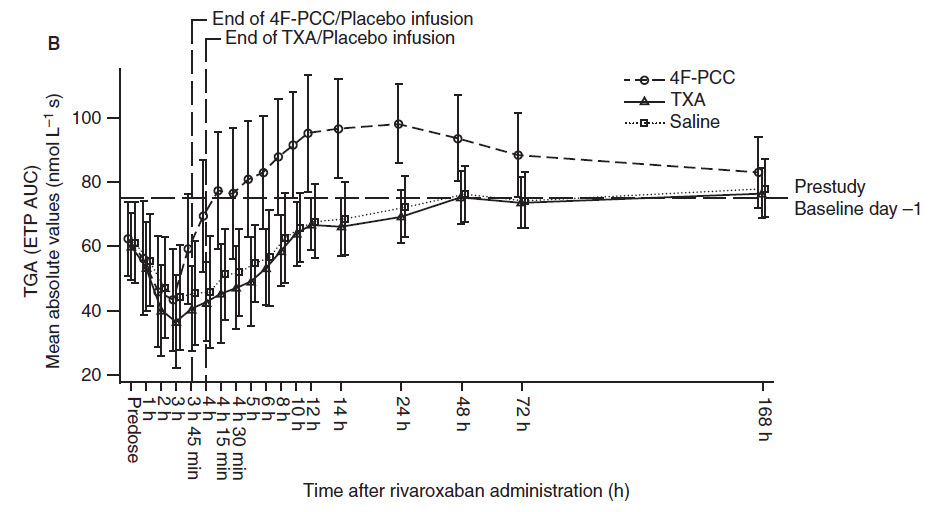 End of 4F-PCC/Placebo infusion
End of TXA/Placebo infusion
B
4F-PCC
TXA
Saline
TGA (ETP AUC)
Mean absolute values (nmol L⁻¹ s)
100
80
60
40
20
Prestudy
Baseline day –1
Predose
1 h
2 h
3 h
3 h 45 min
4 h
4 h 15 min
4 h 30 min
5 h
6 h
8 h
10 h
12 h
14 h
24 h
48 h
72 h
168 h
Time after rivaroxaban administration (h)